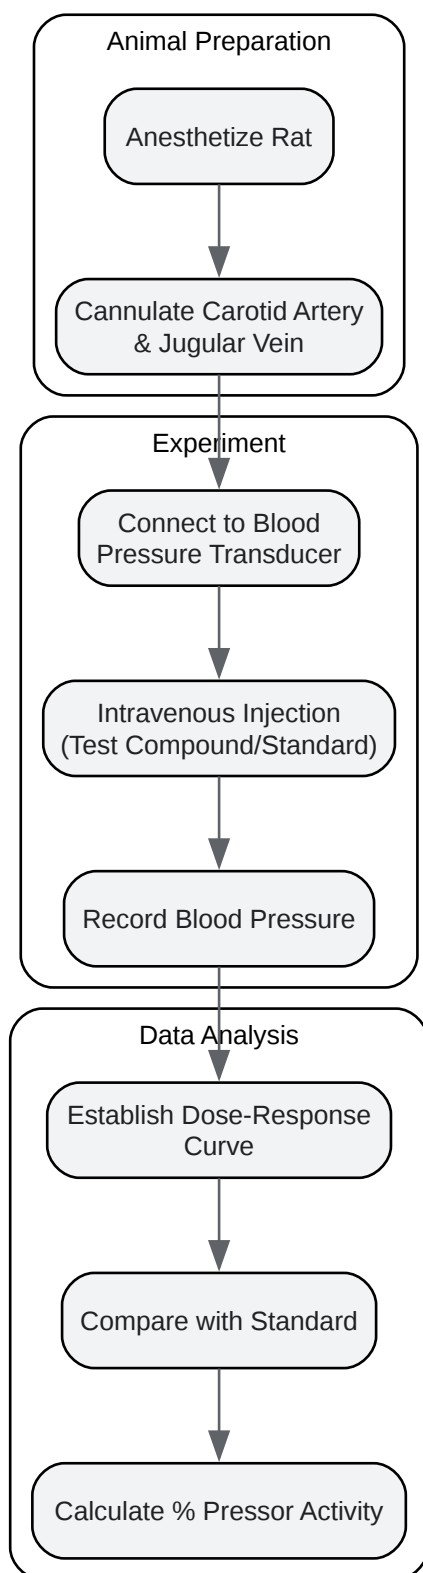 Animal Preparation
Anesthetize Rat
Cannulate Carotid Artery
& Jugular Vein
Experiment
Connect to Blood
Pressure Transducer
Intravenous Injection
(Test Compound/Standard)
Record Blood Pressure
Data Analysis
Establish Dose-Response
Curve
Compare with Standard
Calculate % Pressor Activity